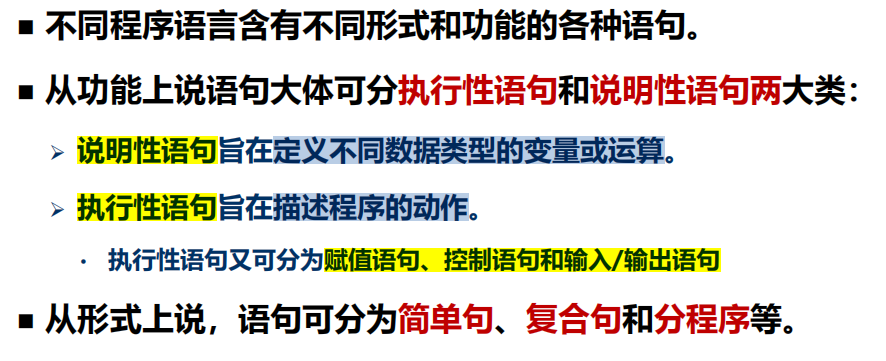 ■ 不同程序语言含有不同形式和功能的各种语句。
■ 从功能上说语句大体可分执行性语句和说明性语句两大类：
➢ 说明性语句旨在定义不同数据类型的变量或运算。
➢ 执行性语句旨在描述程序的动作。
• 执行性语句又可分为赋值语句、控制语句和输入/输出语句
■ 从形式上说，语句可分为简单句、复合句和分程序等。